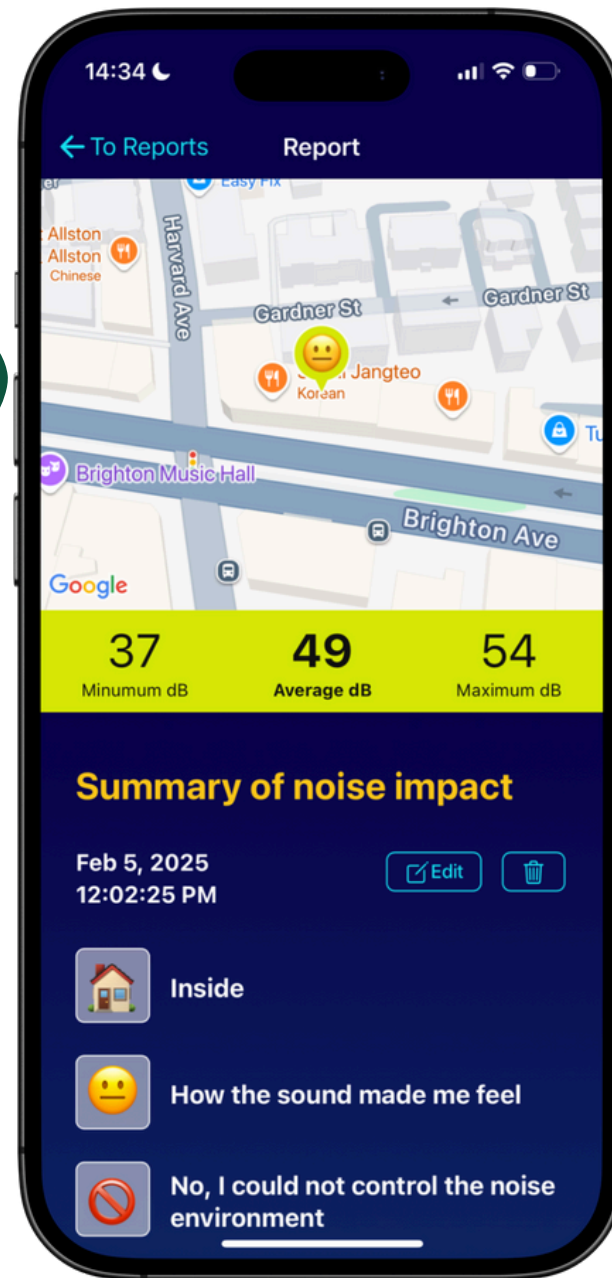 14:34
← To Reports
Report
Easy Fix
Allston
Allston
Chinese
Harvard Ave
Gardner St
Gardner St
Jangteo
Korean
Tu
Brighton Music Hall
Brighton Ave
Google
37
49
54
Minumum dB
Average dB
Maximum dB
Summary of noise impact
Feb 5, 2025
12:02:25 PM
Edit
Inside
How the sound made me feel
No, I could not control the noise
environment